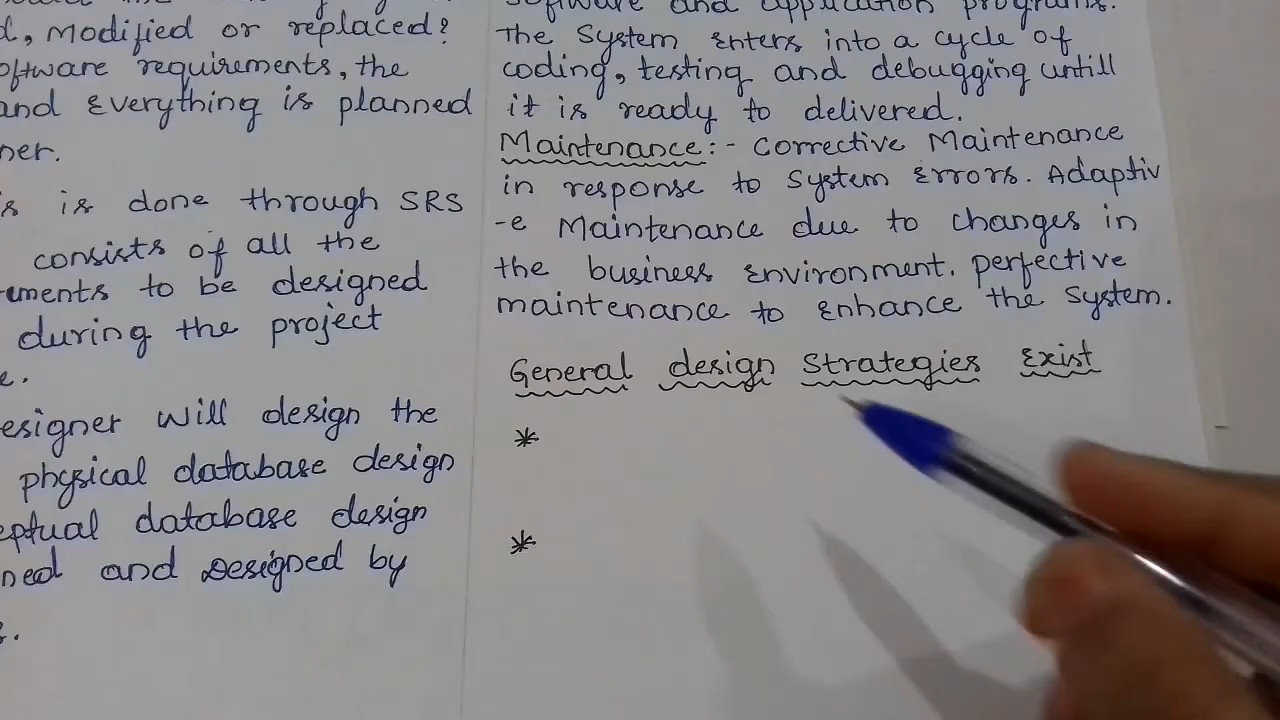 d, modified or replaced?
oftware requirements, the
and Everything is planned
ner.
s is done through SRS
consists of all the
ements to be designed
during the project
e.
esigner will design the
physical database design
eptual database design
ned and Designed by
s.
software and application programs.
The System Enters into a cycle of
coding, testing and debugging untill
it is ready to delivered.
Maintenance:- Corrective Maintenance
in response to System Errors. Adaptiv
-e Maintenance due to changes in
the business Environment. perfective
maintenance to Enhance the System.
General design Strategies Exist
*
*